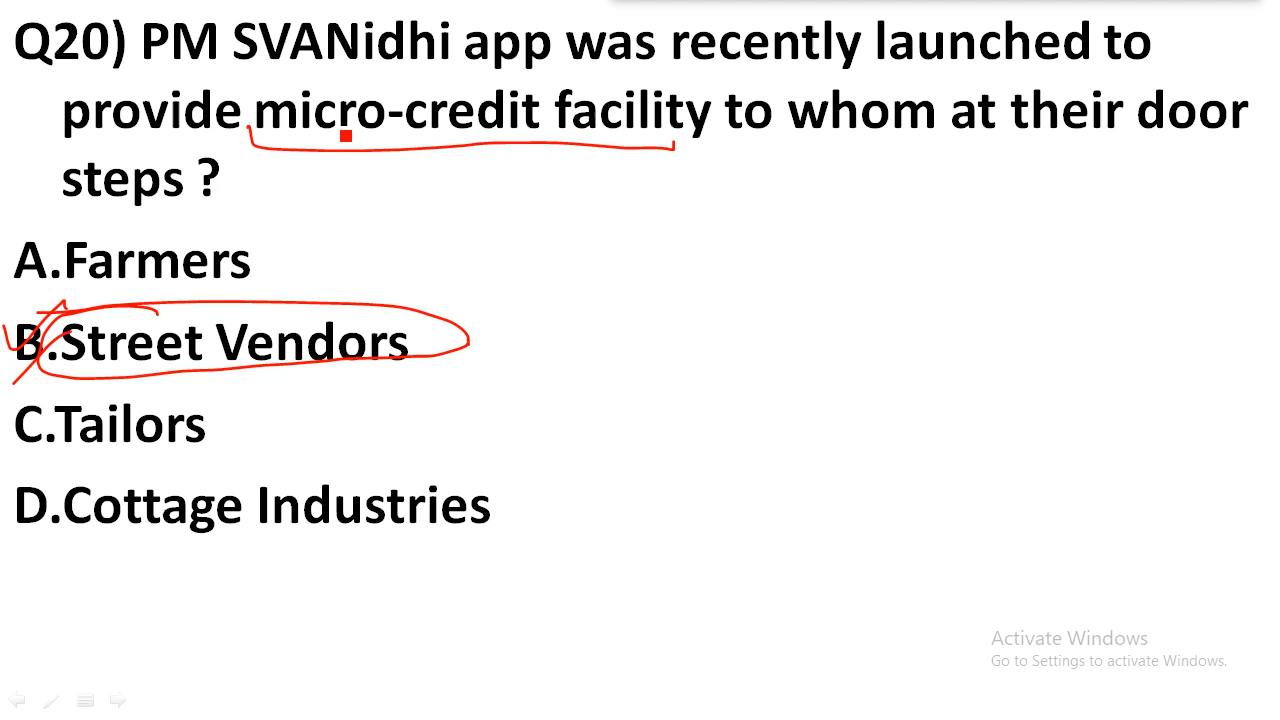 Q20) PM SVANidhi app was recently launched to
provide micro-credit facility to whom at their door
steps ?
A.Farmers
B.Street Vendors
C.Tailors
D.Cottage Industries
Activate Windows
Go to Settings to activate Windows.